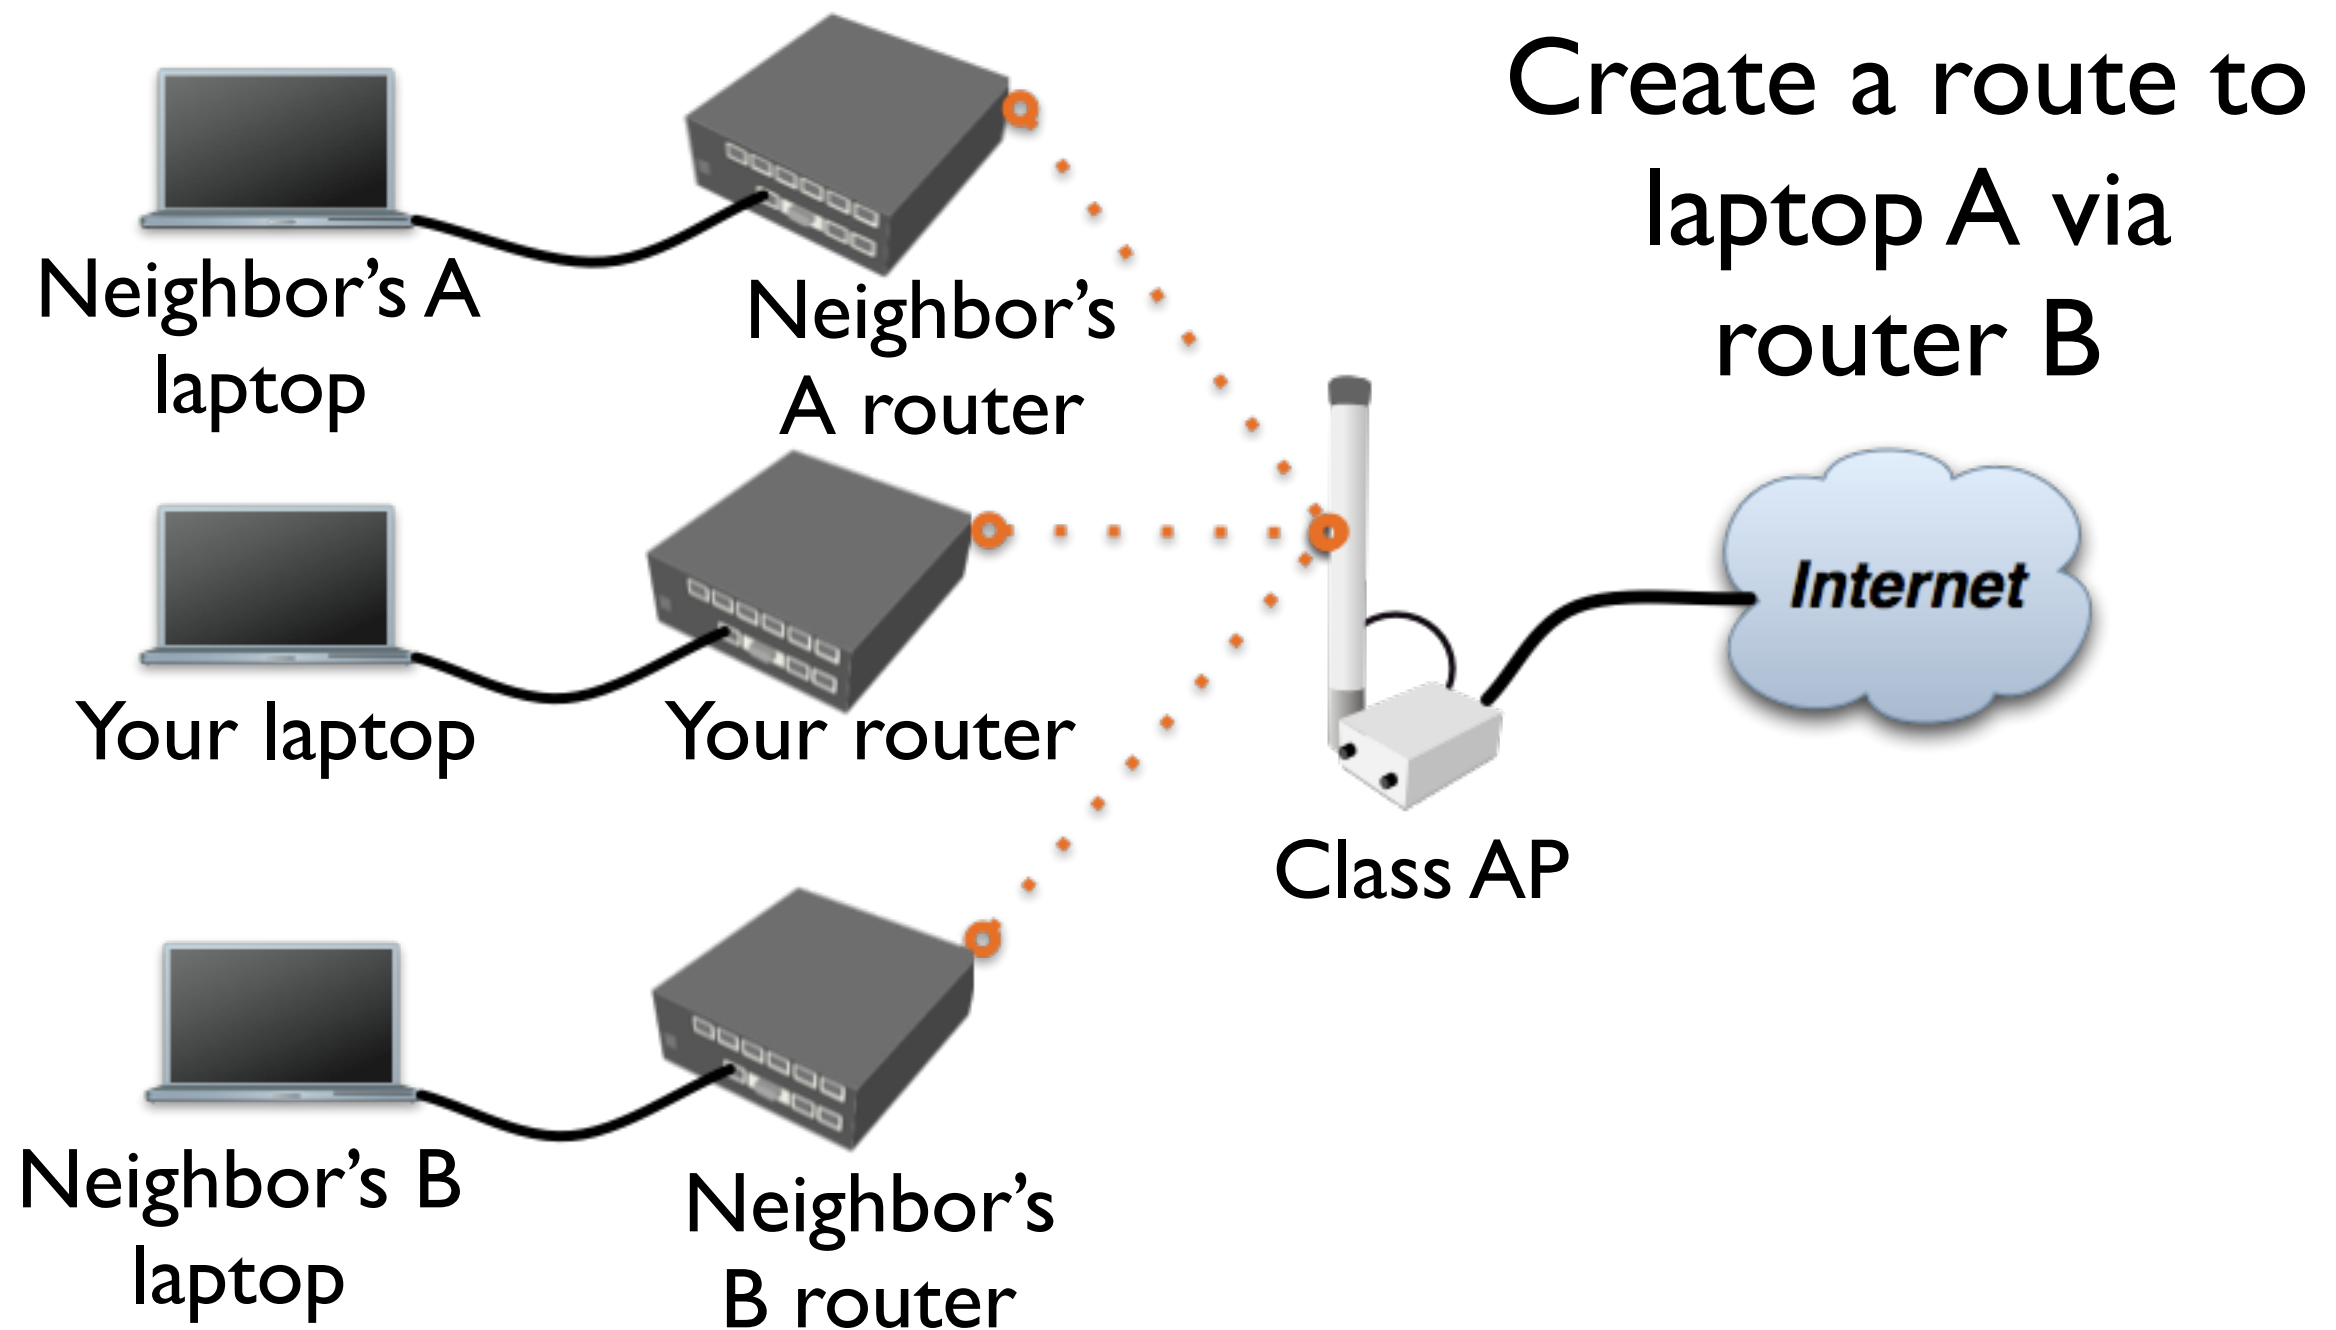 Create a route to
laptop A via
router B
Neighbor's A
laptop
Neighbor's
A router
Your laptop
Your router
Internet
Class AP
Neighbor's B
laptop
Neighbor's
B router